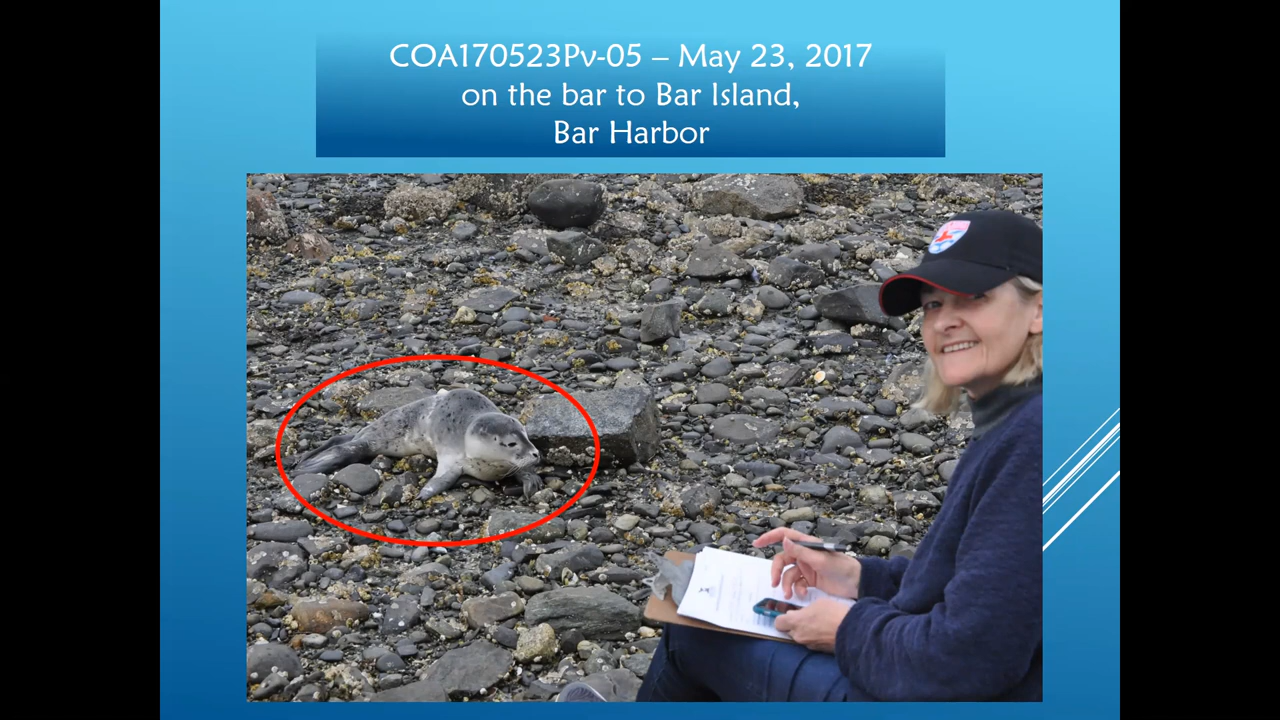 COA170523Pv-05 – May 23, 2017
on the bar to Bar Island,
Bar Harbor